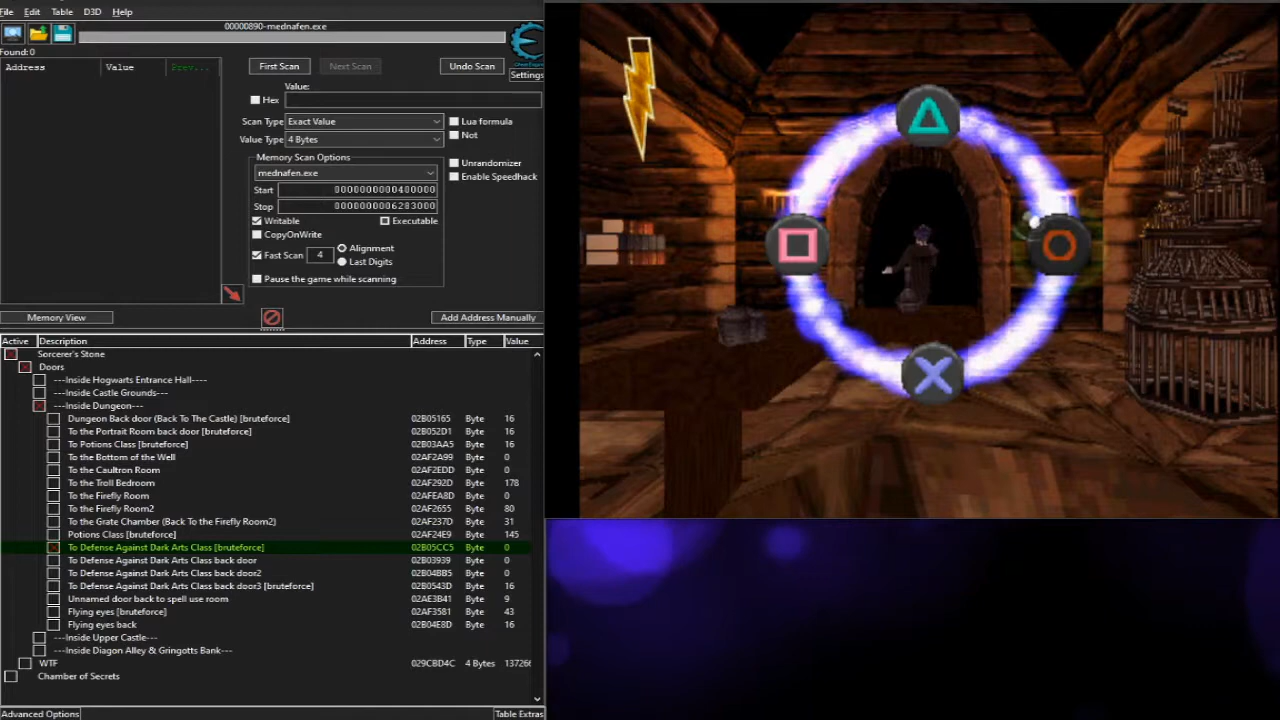 File Edit Table D3D Help
00000890-mednafen.exe
Found: 0
Address Value Prev...
First Scan Next Scan Undo Scan
Settings
Value:
Hex
Scan Type Exact Value Lua formula
Not
Value Type 4 Bytes
Memory Scan Options
mednafen.exe
Unrandomizer
Enable Speedhack
Start 0000000000400000
Stop 0000000006283000
Writable Executable
CopyOnWrite
Fast Scan 4 Alignment
Last Digits
Pause the game while scanning
Memory View Add Address Manually
Active Description Address Type Value
Sorcerer's Stone
Doors
---Inside Hogwarts Entrance Hall----
---Inside Castle Grounds---
---Inside Dungeon---
Dungeon Back door (Back To The Castle) [bruteforce] 02B05165 Byte 16
To the Portrait Room back door [bruteforce] 02B052D1 Byte 16
To Potions Class [bruteforce] 02B03AA5 Byte 16
To the Bottom of the Well 02AF2A99 Byte 0
To the Caultron Room 02AF2EDD Byte 0
To the Troll Bedroom 02AF292D Byte 178
To the Firefly Room 02AFEA8D Byte 0
To the Firefly Room2 02AF2655 Byte 80
To the Grate Chamber (Back To the Firefly Room2) 02AF237D Byte 31
Potions Class [bruteforce] 02AF24E9 Byte 145
To Defense Against Dark Arts Class [bruteforce] 02B05CC5 Byte 0
To Defense Against Dark Arts Class back door 02B03939 Byte 0
To Defense Against Dark Arts Class back door2 02B04BB5 Byte 0
To Defense Against Dark Arts Class back door3 [bruteforce] 02B0543D Byte 16
Unnamed door back to spell use room 02AE3B41 Byte 9
Flying eyes [bruteforce] 02AF3581 Byte 43
Flying eyes back 02B04E8D Byte 16
---Inside Upper Castle---
---Inside Diagon Alley & Gringotts Bank---
WTF 029CBD4C 4 Bytes 13726
Chamber of Secrets
Advanced Options Table Extras